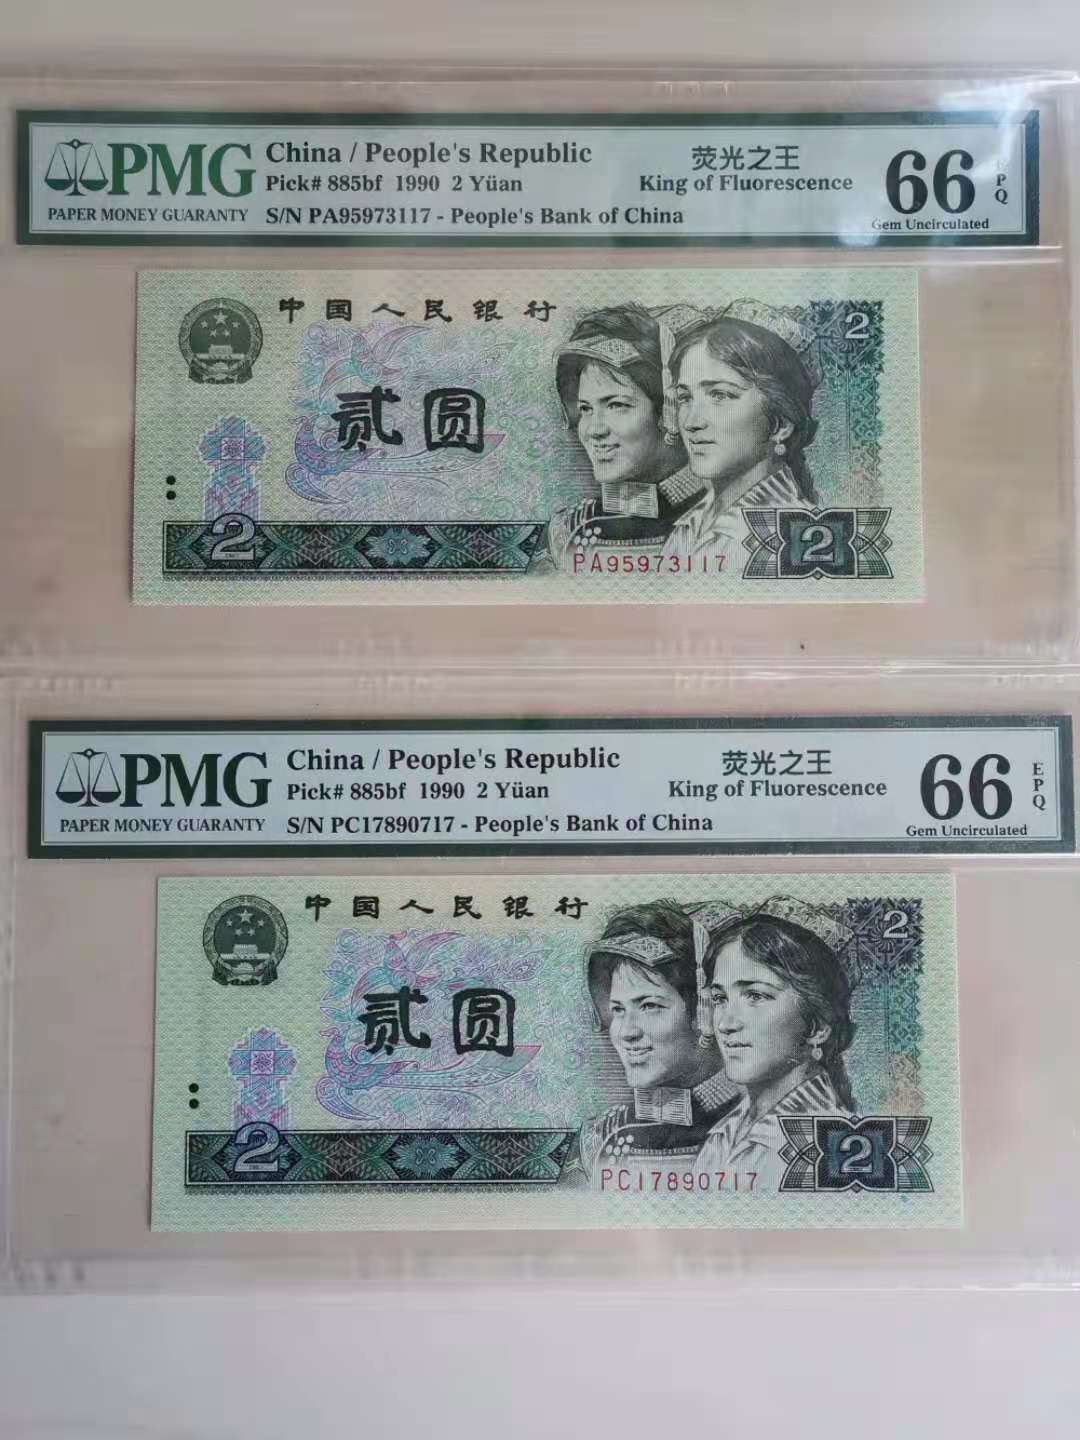 PMG
PAPER MONEY GUARANTY
China / People's Republic
Pick# 885bf 1990 2 Yüan
S/N PA95973117 - People's Bank of China
荧光之王
King of Fluorescence
66
EPQ
Gem Uncirculated
中国人民银行
2
贰圆
2
PA95973117
2
PMG
PAPER MONEY GUARANTY
China / People's Republic
Pick# 885bf 1990 2 Yüan
S/N PC17890717 - People's Bank of China
荧光之王
King of Fluorescence
66
EPQ
Gem Uncirculated
中国人民银行
2
贰圆
2
PC17890717
2